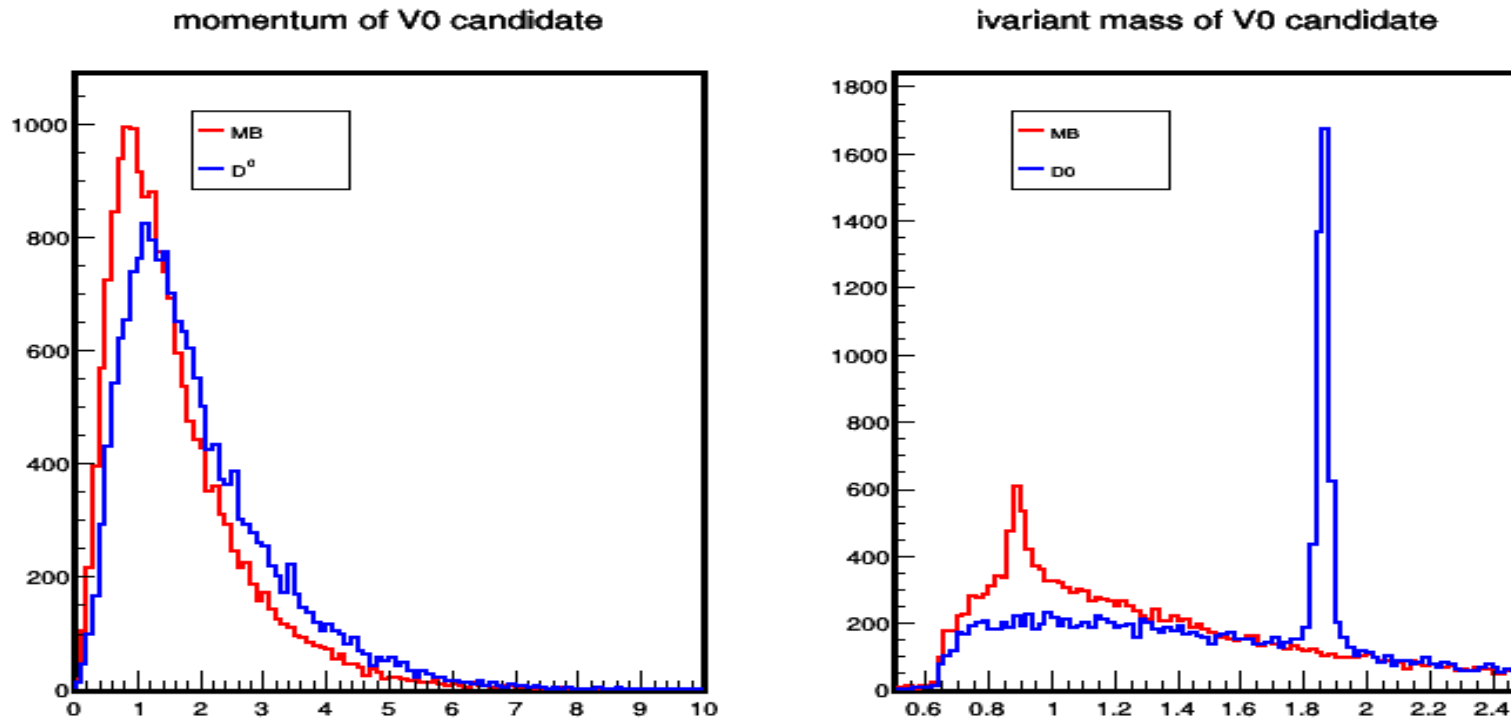 momentum of V0 candidate
1000
800
600
400
200
0
MB
D⁰
0 1 2 3 4 5 6 7 8 9 10
ivariant mass of V0 candidate
1800
1600
1400
1200
1000
800
600
400
200
0
MB
D0
0.6 0.8 1 1.2 1.4 1.6 1.8 2 2.2 2.4